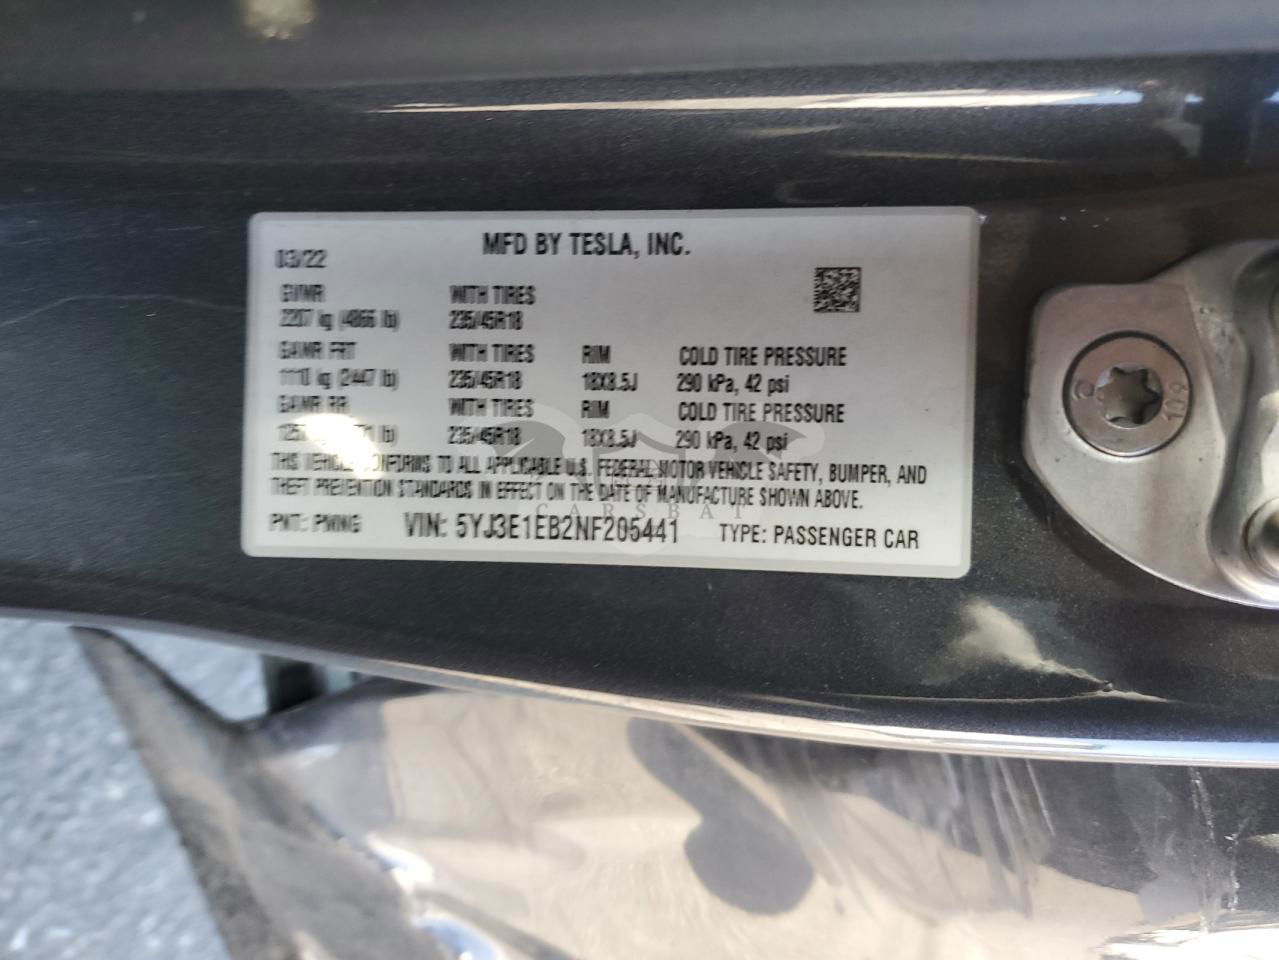 MFD BY TESLA, INC.
03/22
GVWR WITH TIRES
2207 kg (4866 lb) 235/45R18
GAWR FRT WITH TIRES RIM COLD TIRE PRESSURE
1110 kg (2447 lb) 235/45R18 18X8.5J 290 kPa, 42 psi
GAWR RR WITH TIRES RIM COLD TIRE PRESSURE
lb) 235/45R18 18X8.5J 290 kPa, 42 psi
THIS VEHICLE CONFORMS TO ALL APPLICABLE U.S. FEDERAL MOTOR VEHICLE SAFETY, BUMPER, AND
THEFT PREVENTION STANDARDS IN EFFECT ON THE DATE OF MANUFACTURE SHOWN ABOVE.
CARSBAT
PNT: PMNG VIN: 5YJ3E1EB2NF205441 TYPE: PASSENGER CAR
109